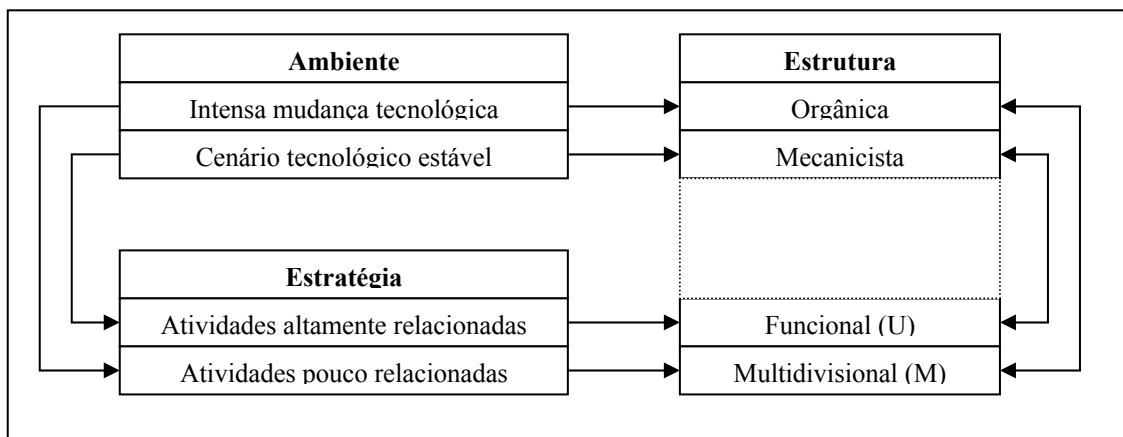 Ambiente
Intensa mudança tecnológica
Cenário tecnológico estável
Estrutura
Orgânica
Mecanicista
Estratégia
Atividades altamente relacionadas
Atividades pouco relacionadas
Funcional (U)
Multidivisional (M)